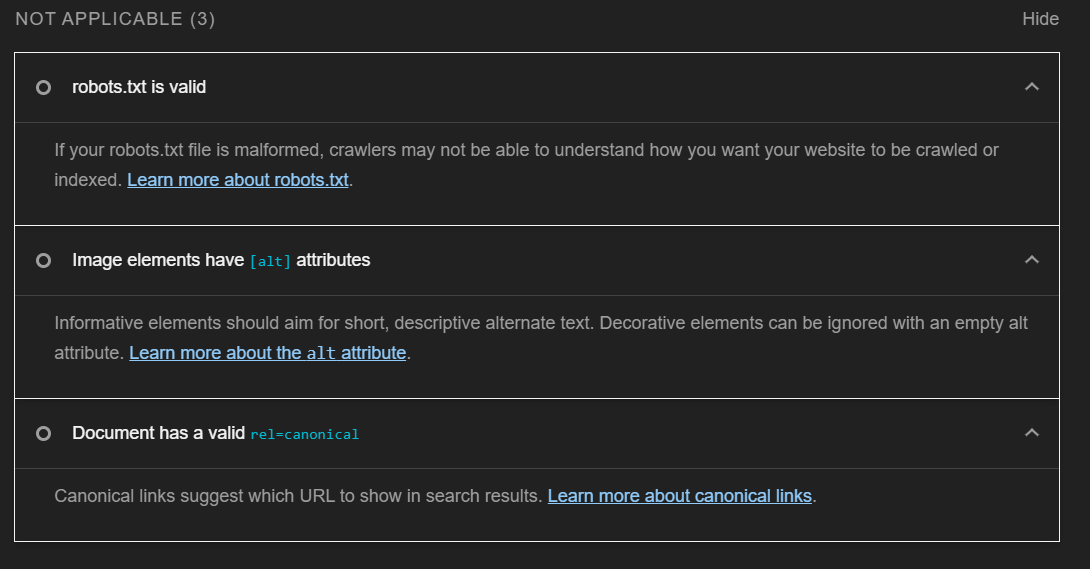 NOT APPLICABLE (3)
Hide
robots.txt is valid
If your robots.txt file is malformed, crawlers may not be able to understand how you want your website to be crawled or
indexed. Learn more about robots.txt.
Image elements have [alt] attributes
Informative elements should aim for short, descriptive alternate text. Decorative elements can be ignored with an empty alt
attribute. Learn more about the alt attribute.
Document has a valid rel=canonical
Canonical links suggest which URL to show in search results. Learn more about canonical links.